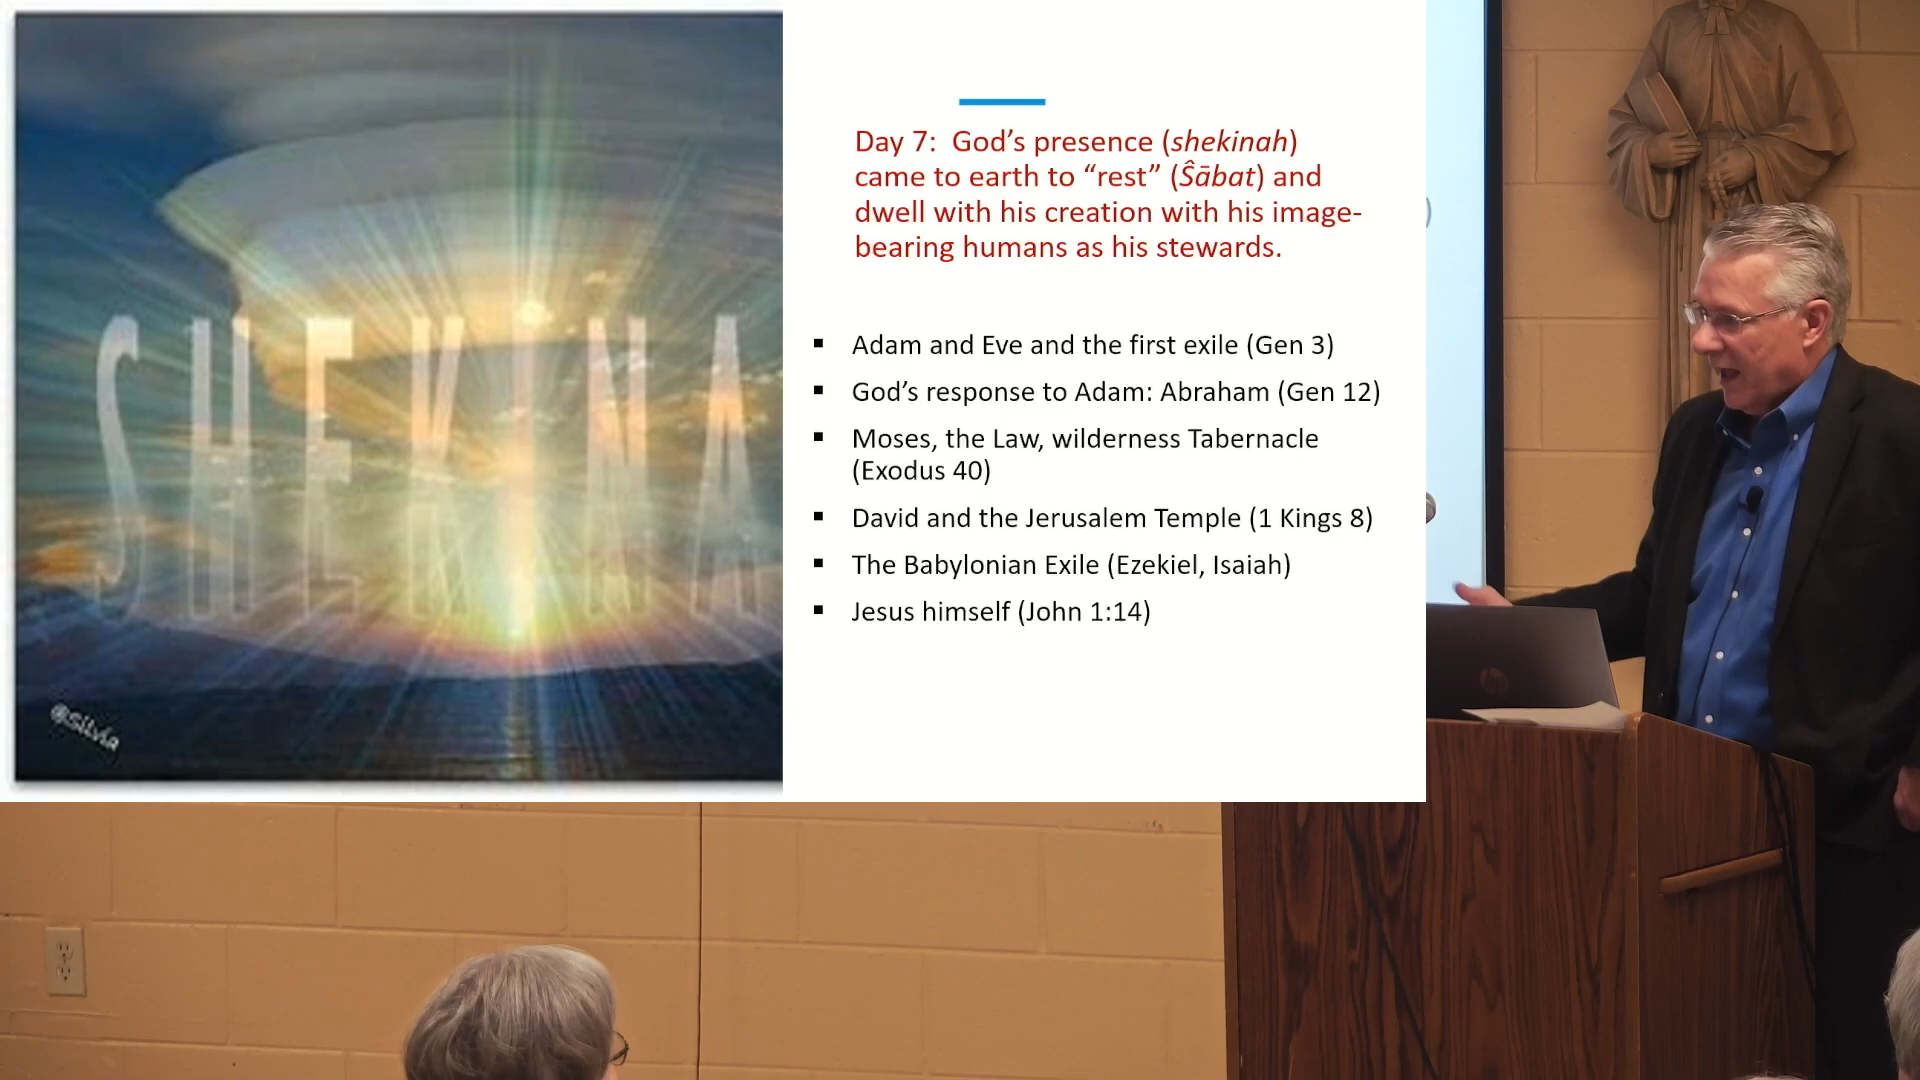 SHEKINA
@Silvia
Day 7:  God’s presence (shekinah)
came to earth to “rest” (Ŝābat) and
dwell with his creation with his image-
bearing humans as his stewards.
▪ Adam and Eve and the first exile (Gen 3)
▪ God’s response to Adam: Abraham (Gen 12)
▪ Moses, the Law, wilderness Tabernacle
(Exodus 40)
▪ David and the Jerusalem Temple (1 Kings 8)
▪ The Babylonian Exile (Ezekiel, Isaiah)
▪ Jesus himself (John 1:14)
hp